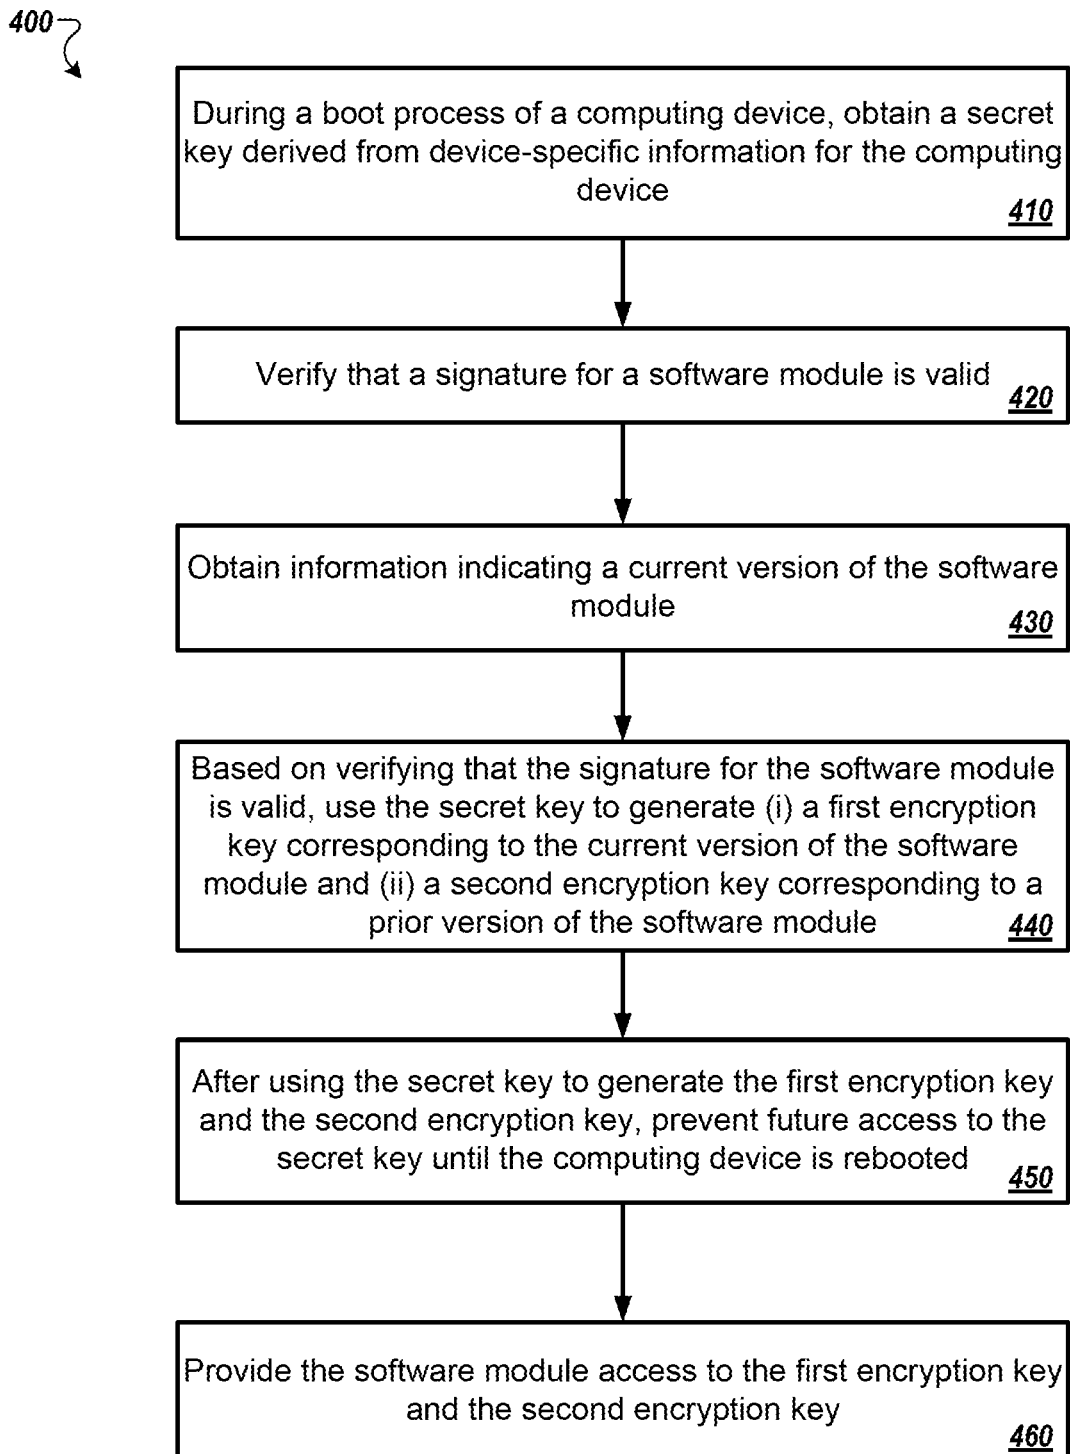 400
During a boot process of a computing device, obtain a secret
key derived from device-specific information for the computing
device
410
Verify that a signature for a software module is valid
420
Obtain information indicating a current version of the software
module
430
Based on verifying that the signature for the software module
is valid, use the secret key to generate (i) a first encryption
key corresponding to the current version of the software
module and (ii) a second encryption key corresponding to a
prior version of the software module
440
After using the secret key to generate the first encryption key
and the second encryption key, prevent future access to the
secret key until the computing device is rebooted
450
Provide the software module access to the first encryption key
and the second encryption key
460